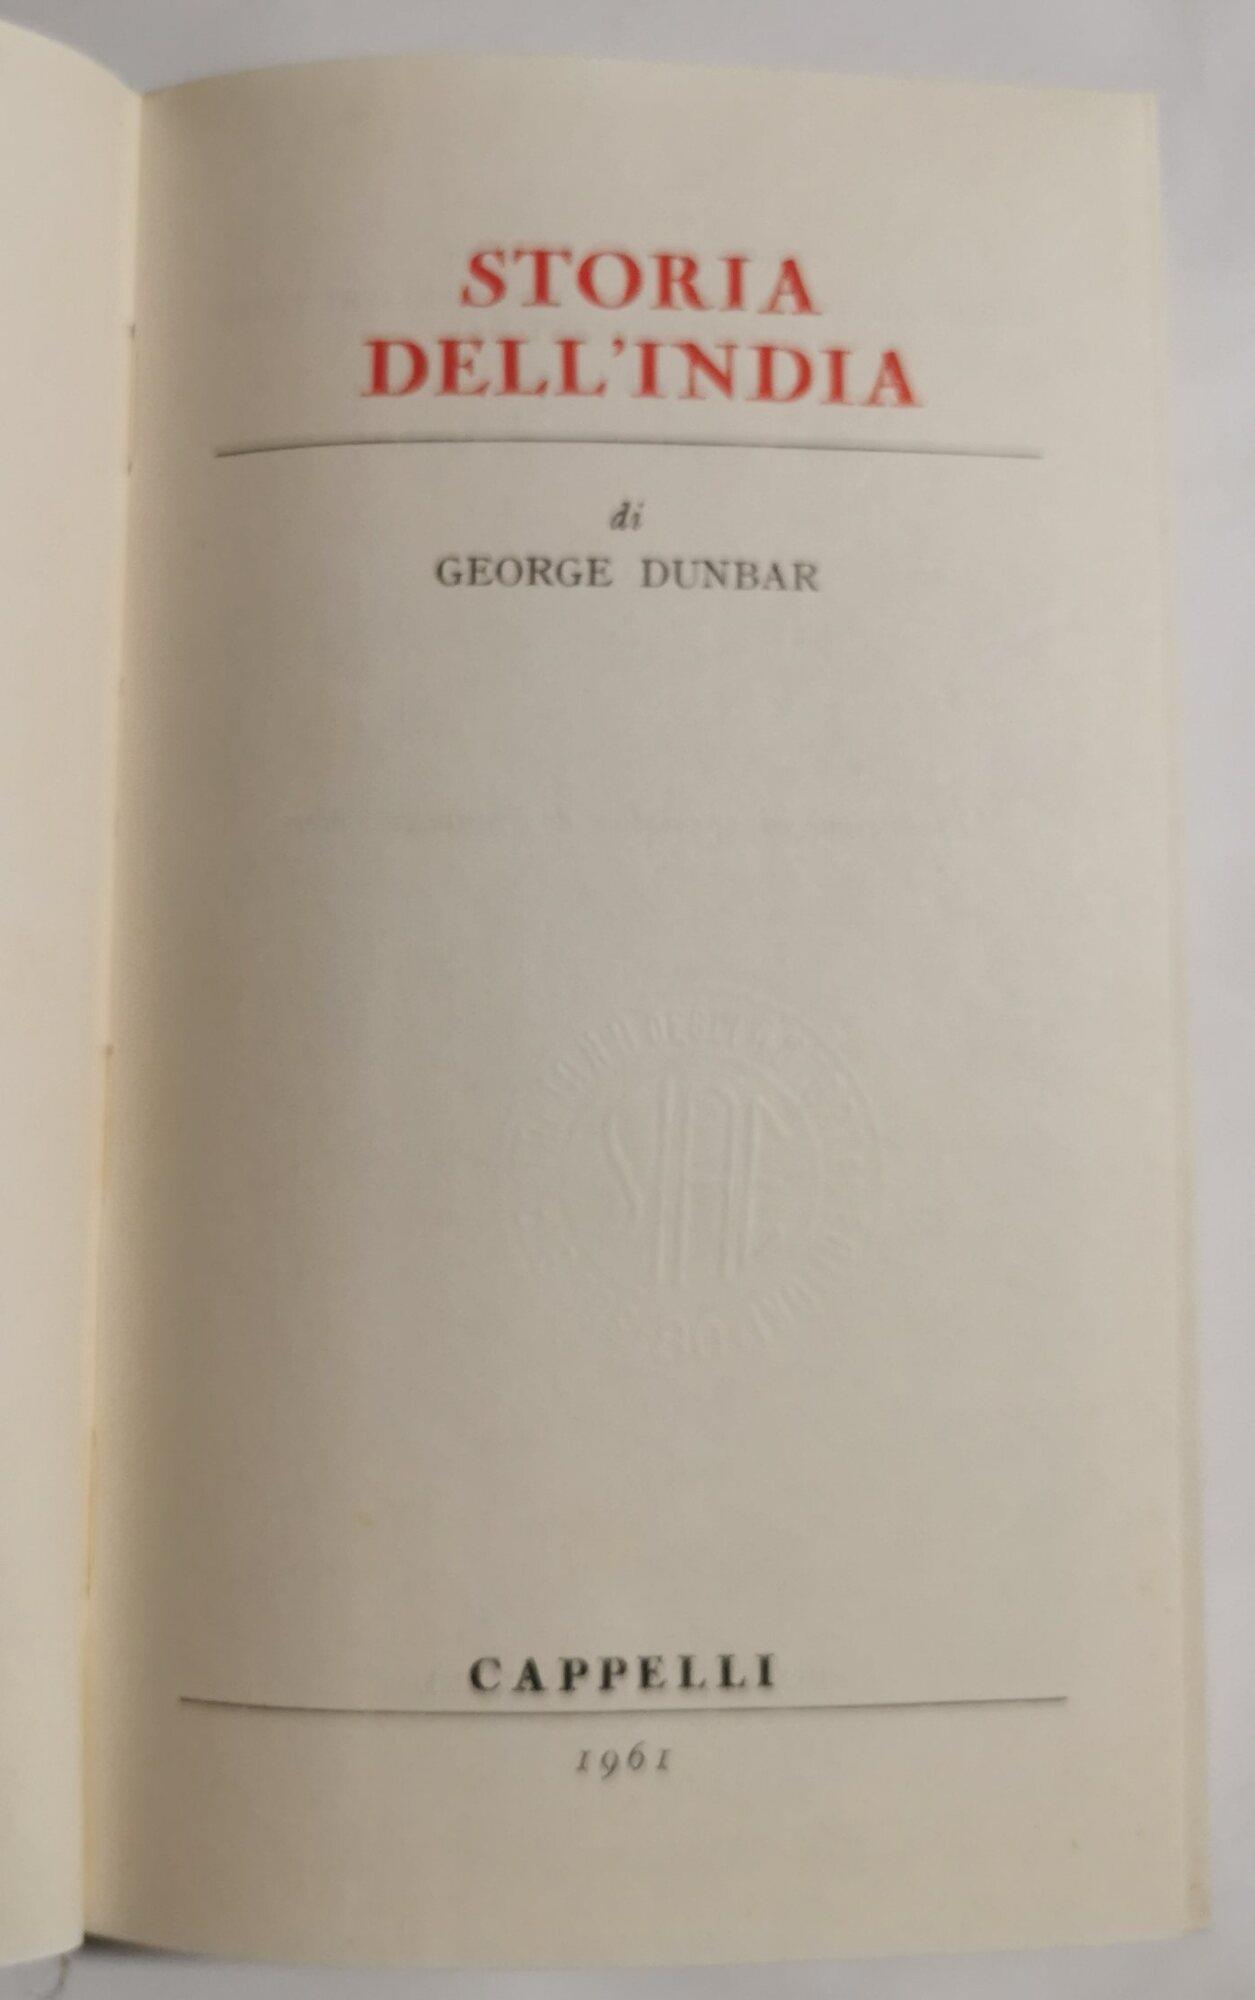 STORIA
DELL'INDIA
di
GEORGE DUNBAR
CAPPELLI
1961